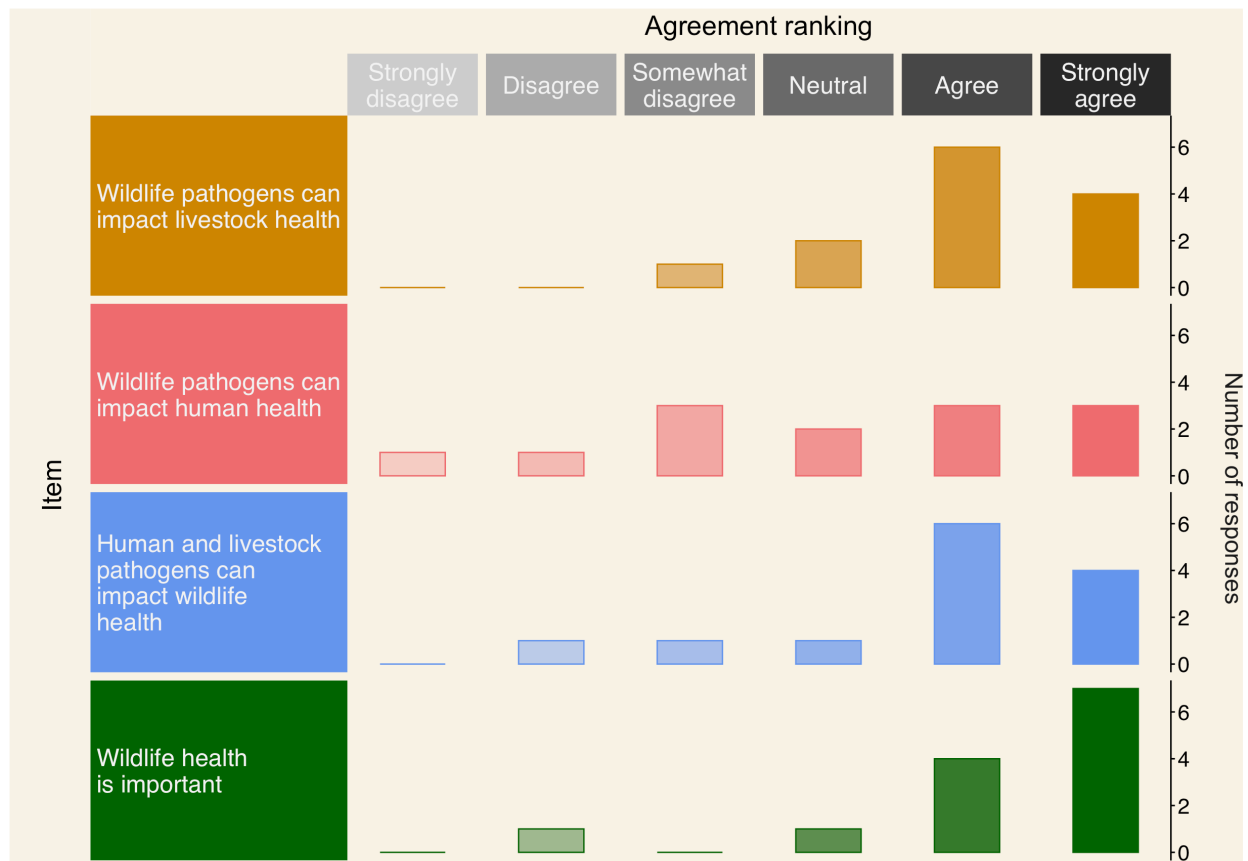 Agreement ranking
Strongly
disagree
Disagree
Somewhat
disagree
Neutral
Agree
Strongly
agree
Wildlife pathogens can
impact livestock health
6
4
2
0
Wildlife pathogens can
impact human health
6
4
2
0
Human and livestock
pathogens can
impact wildlife
health
6
4
2
0
Wildlife health
is important
6
4
2
0
Item
Number of responses